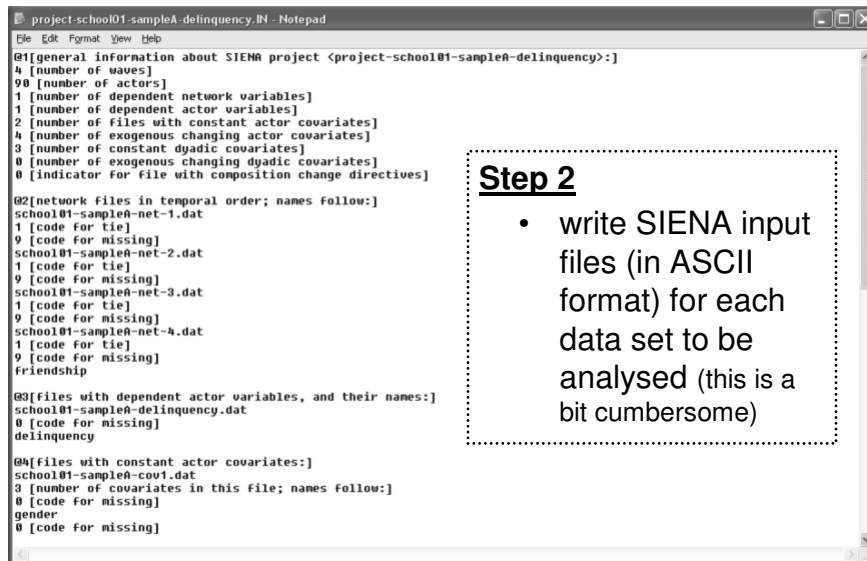 project-school01-sampleA-delinquency.IN - Notepad
File Edit Format View Help
@1[general information about SIENA project <project-school01-sampleA-delinquency>:]
4 [number of waves]
90 [number of actors]
1 [number of dependent network variables]
1 [number of dependent actor variables]
2 [number of files with constant actor covariates]
4 [number of exogenous changing actor covariates]
3 [number of constant dyadic covariates]
0 [number of exogenous changing dyadic covariates]
0 [indicator for file with composition change directives]
@2[network files in temporal order; names follow:]
school01-sampleA-net-1.dat
1 [code for tie]
9 [code for missing]
school01-sampleA-net-2.dat
1 [code for tie]
9 [code for missing]
school01-sampleA-net-3.dat
1 [code for tie]
9 [code for missing]
school01-sampleA-net-4.dat
1 [code for tie]
9 [code for missing]
friendship
@3[files with dependent actor variables, and their names:]
school01-sampleA-delinquency.dat
0 [code for missing]
delinquency
@4[files with constant actor covariates:]
school01-sampleA-cov1.dat
3 [number of covariates in this file; names follow:]
0 [code for missing]
gender
0 [code for missing]
Step 2
• write SIENA input
files (in ASCII
format) for each
data set to be
analysed (this is a
bit cumbersome)